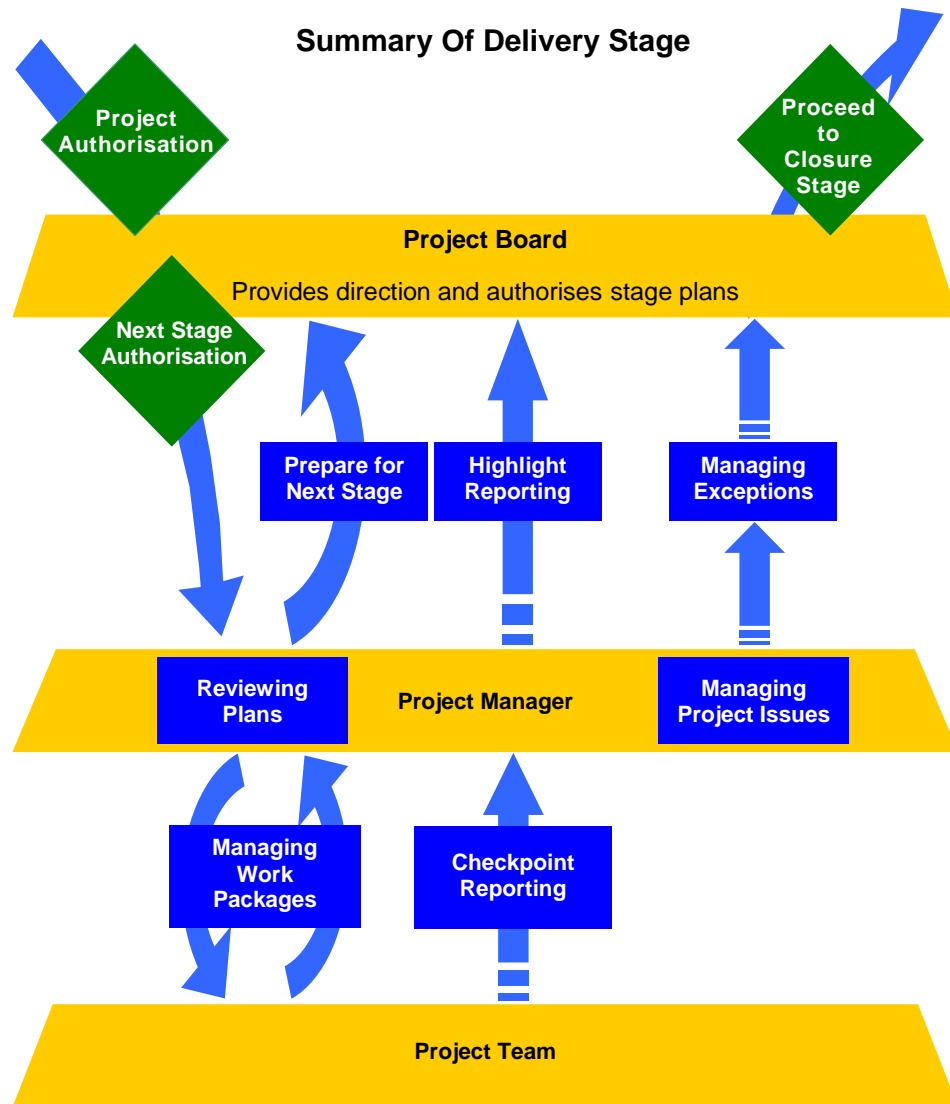 Summary Of Delivery Stage
Project
Authorisation
Proceed
to
Closure
Stage
Project Board
Provides direction and authorises stage plans
Next Stage
Authorisation
Prepare for
Next Stage
Highlight
Reporting
Managing
Exceptions
Reviewing
Plans
Project Manager
Managing
Project Issues
Managing
Work
Packages
Checkpoint
Reporting
Project Team